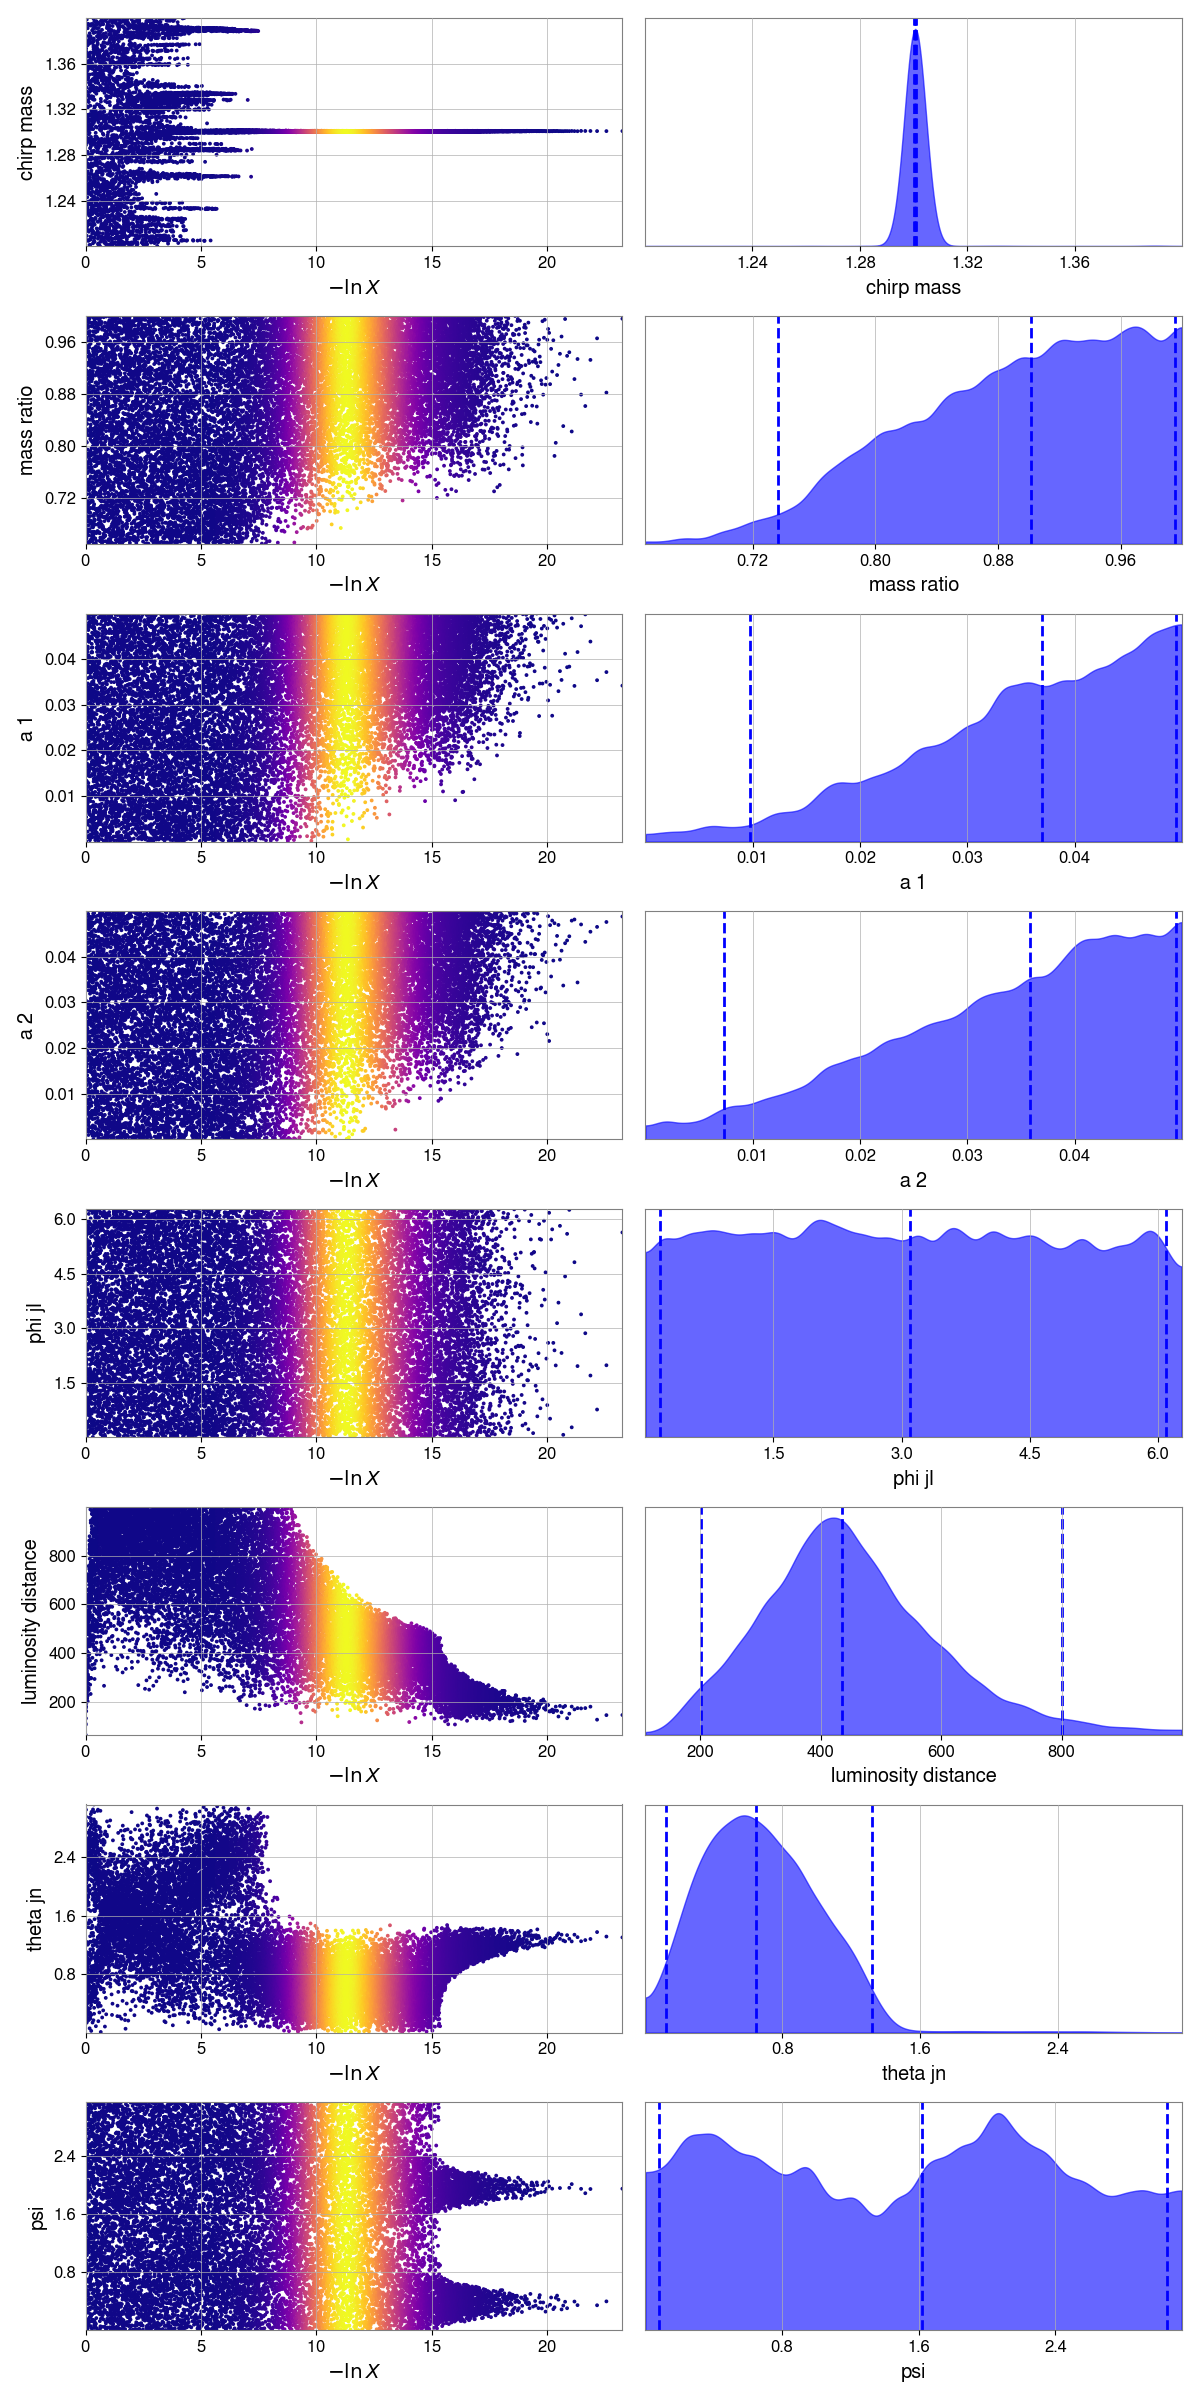 1.36
1.32
1.28
1.24
chirp mass
0 5 10 15 20
−ln X
1.24 1.28 1.32 1.36
chirp mass
0.96
0.88
0.80
0.72
mass ratio
0 5 10 15 20
−ln X
0.72 0.80 0.88 0.96
mass ratio
0.04
0.03
0.02
0.01
a 1
0 5 10 15 20
−ln X
0.01 0.02 0.03 0.04
a 1
0.04
0.03
0.02
0.01
a 2
0 5 10 15 20
−ln X
0.01 0.02 0.03 0.04
a 2
6.0
4.5
3.0
1.5
phi jl
0 5 10 15 20
−ln X
1.5 3.0 4.5 6.0
phi jl
800
600
400
200
luminosity distance
0 5 10 15 20
−ln X
200 400 600 800
luminosity distance
2.4
1.6
0.8
theta jn
0 5 10 15 20
−ln X
0.8 1.6 2.4
theta jn
2.4
1.6
0.8
psi
0 5 10 15 20
−ln X
0.8 1.6 2.4
psi